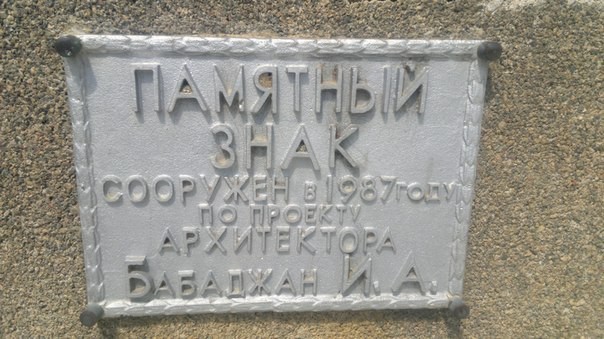 ПАМЯТНЫЙ
ЗНАК
СООРУЖЕН в 1987 году
ПО ПРОЕКТУ
АРХИТЕКТОРА
БАБАДЖАН И. А.